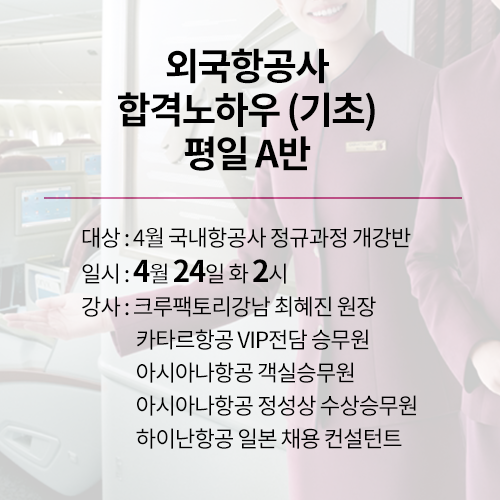 외국항공사
합격노하우 (기초)
평일 A반
대상 : 4월 국내항공사 정규과정 개강반
일시 : 4월 24일 화 2시
강사 : 크루팩토리강남 최혜진 원장
카타르항공 VIP전담 승무원
아시아나항공 객실승무원
아시아나항공 정성상 수상승무원
하이난항공 일본 채용 컨설턴트